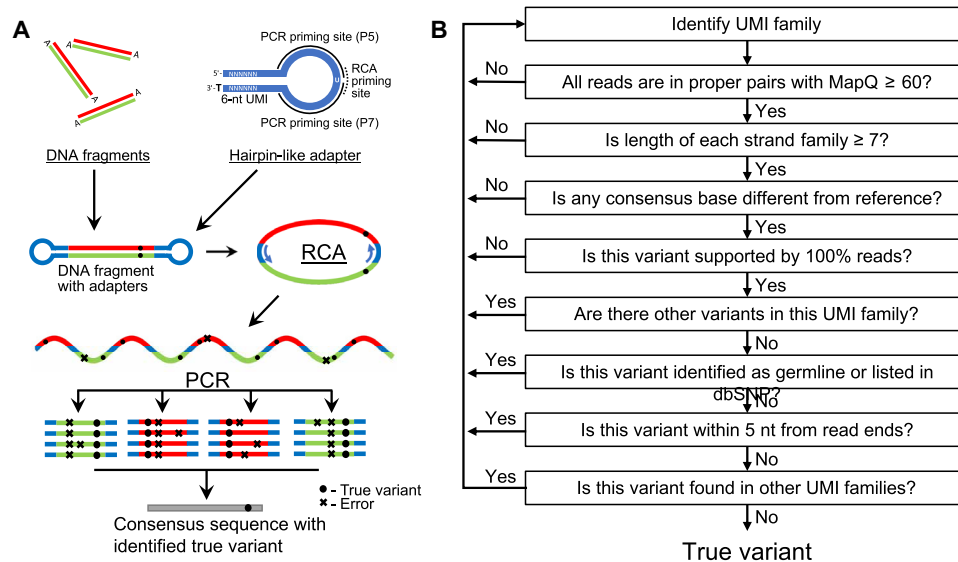 A
A
A
A
A
A
A
PCR priming site (P5)
5'- NNNNNN
3'-T NNNNNN
U
RCA
priming
site
6-nt UMI
PCR priming site (P7)
DNA fragments
Hairpin-like adapter
DNA fragment
with adapters
RCA
PCR
- True variant
- Error
Consensus sequence with
identified true variant
B
Identify UMI family
No
All reads are in proper pairs with MapQ ≥ 60?
Yes
No
Is length of each strand family ≥ 7?
Yes
No
Is any consensus base different from reference?
Yes
No
Is this variant supported by 100% reads?
Yes
Yes
Are there other variants in this UMI family?
No
Yes
Is this variant identified as germline or listed in
dbSNP?
No
Yes
Is this variant within 5 nt from read ends?
No
Yes
Is this variant found in other UMI families?
No
True variant